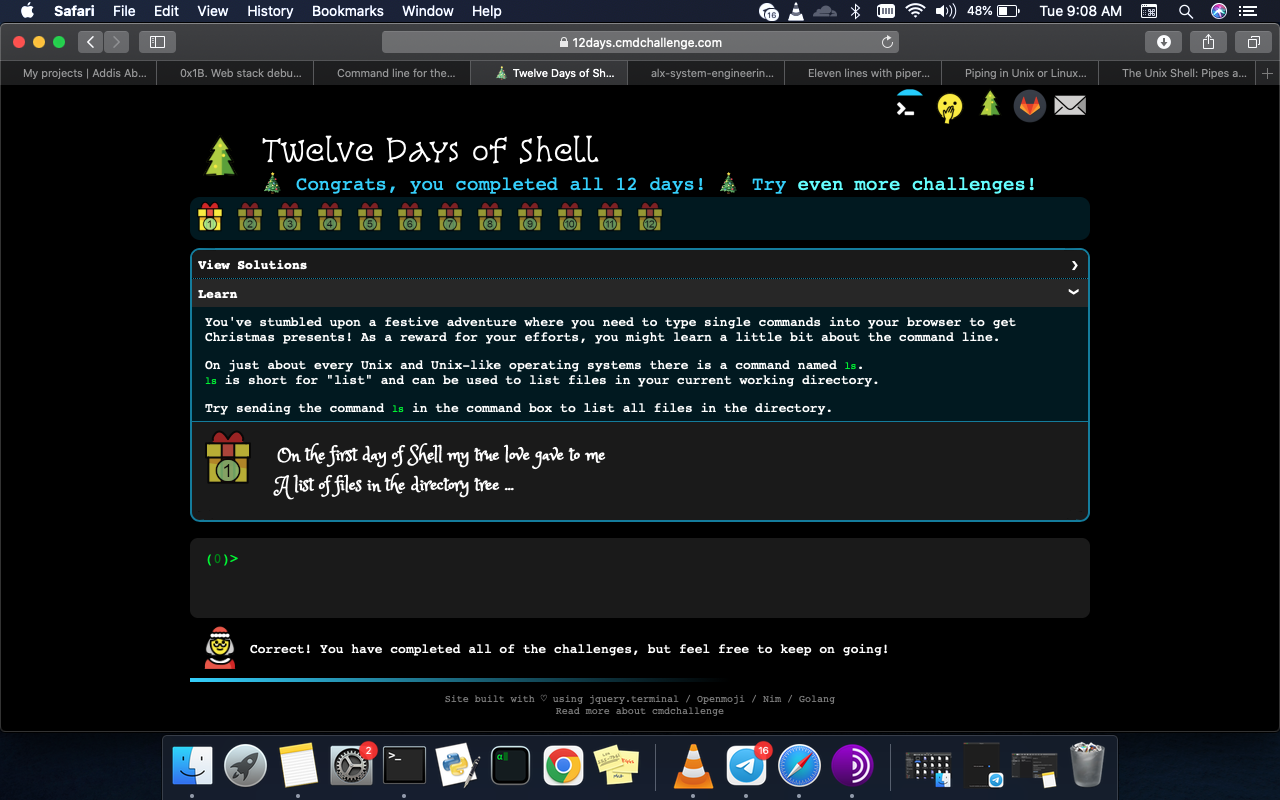 Safari File Edit View History Bookmarks Window Help 16 48% Tue 9:08 AM
12days.cmdchallenge.com
My projects | Addis Ab... 0x1B. Web stack debu... Command line for the... Twelve Days of Sh... alx-system-engineerin... Eleven lines with piper... Piping in Unix or Linux... The Unix Shell: Pipes a...
Twelve Days of Shell
Congrats, you completed all 12 days! Try even more challenges!
1 2 3 4 5 6 7 8 9 10 11 12
View Solutions
Learn
You've stumbled upon a festive adventure where you need to type single commands into your browser to get
Christmas presents! As a reward for your efforts, you might learn a little bit about the command line.
On just about every Unix and Unix-like operating systems there is a command named ls.
ls is short for "list" and can be used to list files in your current working directory.
Try sending the command ls in the command box to list all files in the directory.
1
On the first day of Shell my true love gave to me
A list of files in the directory tree ...
(0)>
Correct! You have completed all of the challenges, but feel free to keep on going!
Site built with ♡ using jquery.terminal / Openmoji / Nim / Golang
Read more about cmdchallenge
2 16